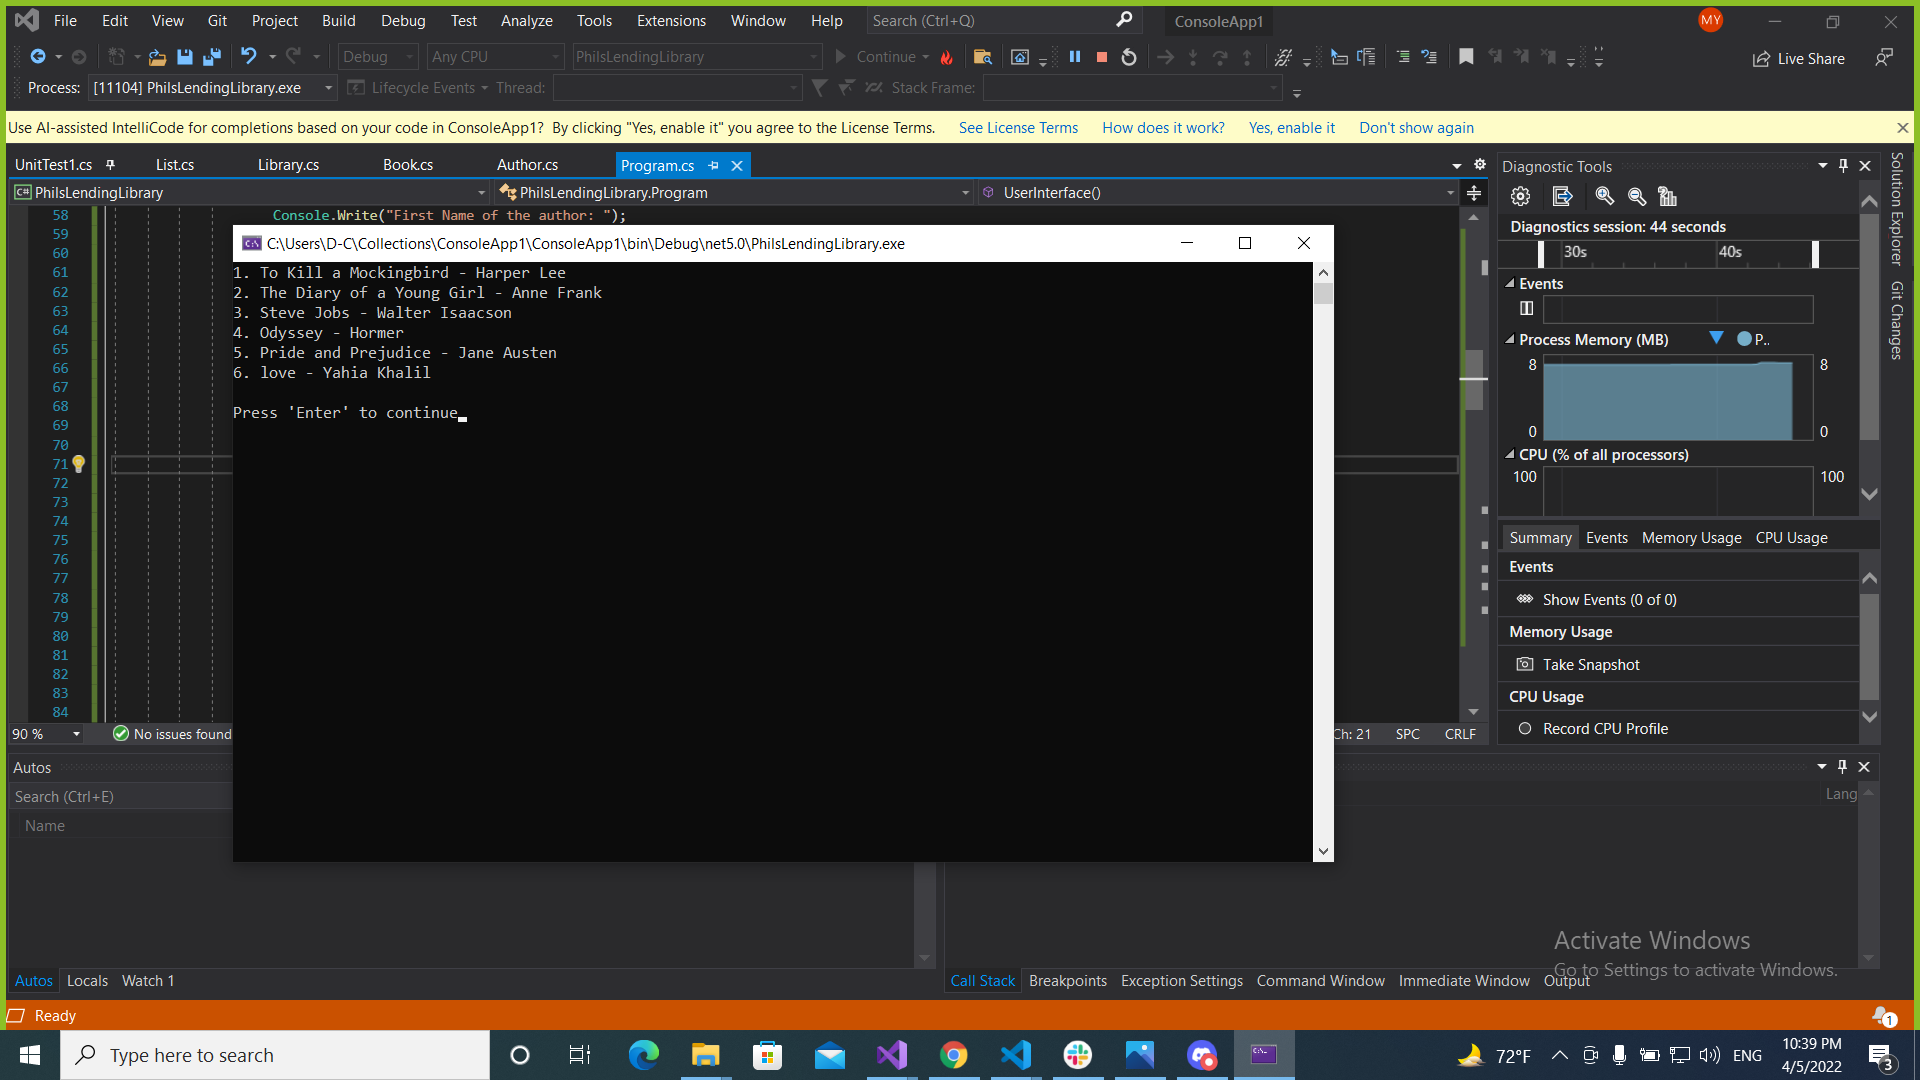 File Edit View Git Project Build Debug Test Analyze Tools Extensions Window Help Search (Ctrl+Q) ConsoleApp1 MY
Debug Any CPU PhilsLendingLibrary Continue Live Share
Process: [11104] PhilsLendingLibrary.exe Lifecycle Events Thread: Stack Frame:
Use AI-assisted IntelliCode for completions based on your code in ConsoleApp1? By clicking "Yes, enable it" you agree to the License Terms. See License Terms How does it work? Yes, enable it Don't show again
UnitTest1.cs List.cs Library.cs Book.cs Author.cs Program.cs
C# PhilsLendingLibrary PhilsLendingLibrary.Program UserInterface()
58 Console.Write("First Name of the author: ");
59
60
61
62
63
64
65
66
67
68
69
70
71
72
73
74
75
76
77
78
79
80
81
82
83
84
C:\Users\D-C\Collections\ConsoleApp1\ConsoleApp1\bin\Debug\net5.0\PhilsLendingLibrary.exe
1. To Kill a Mockingbird - Harper Lee
2. The Diary of a Young Girl - Anne Frank
3. Steve Jobs - Walter Isaacson
4. Odyssey - Hormer
5. Pride and Prejudice - Jane Austen
6. love - Yahia Khalil
Press 'Enter' to continue
90 % No issues found Ch: 21 SPC CRLF
Diagnostic Tools
Diagnostics session: 44 seconds
30s 40s
Events
Process Memory (MB) P..
8 8
0 0
CPU (% of all processors)
100 100
Summary Events Memory Usage CPU Usage
Events
Show Events (0 of 0)
Memory Usage
Take Snapshot
CPU Usage
Record CPU Profile
Solution Explorer
Git Changes
Autos
Search (Ctrl+E)
Name
Lang
Autos Locals Watch 1
Call Stack Breakpoints Exception Settings Command Window Immediate Window Output
Activate Windows
Go to Settings to activate Windows.
Ready 1
Type here to search
72°F ENG 10:39 PM
4/5/2022
3